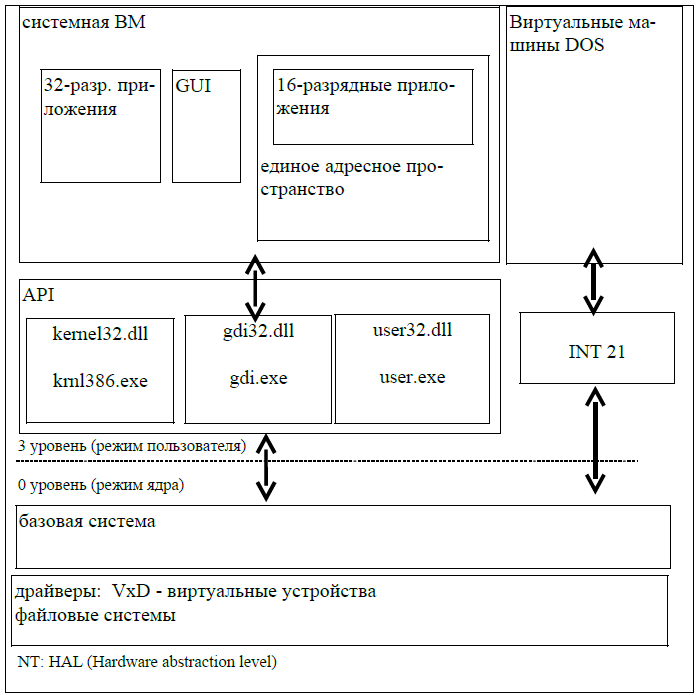 системная ВМ
Виртуальные ма-
шины DOS
32-разр. при-
ложения
GUI
16-разрядные прило-
жения
единое адресное про-
странство
API
kernel32.dll
krnl386.exe
gdi32.dll
gdi.exe
user32.dll
user.exe
INT 21
3 уровень (режим пользователя)
0 уровень (режим ядра)
базовая система
драйверы: VxD - виртуальные устройства
файловые системы
NT: HAL (Hardware abstraction level)